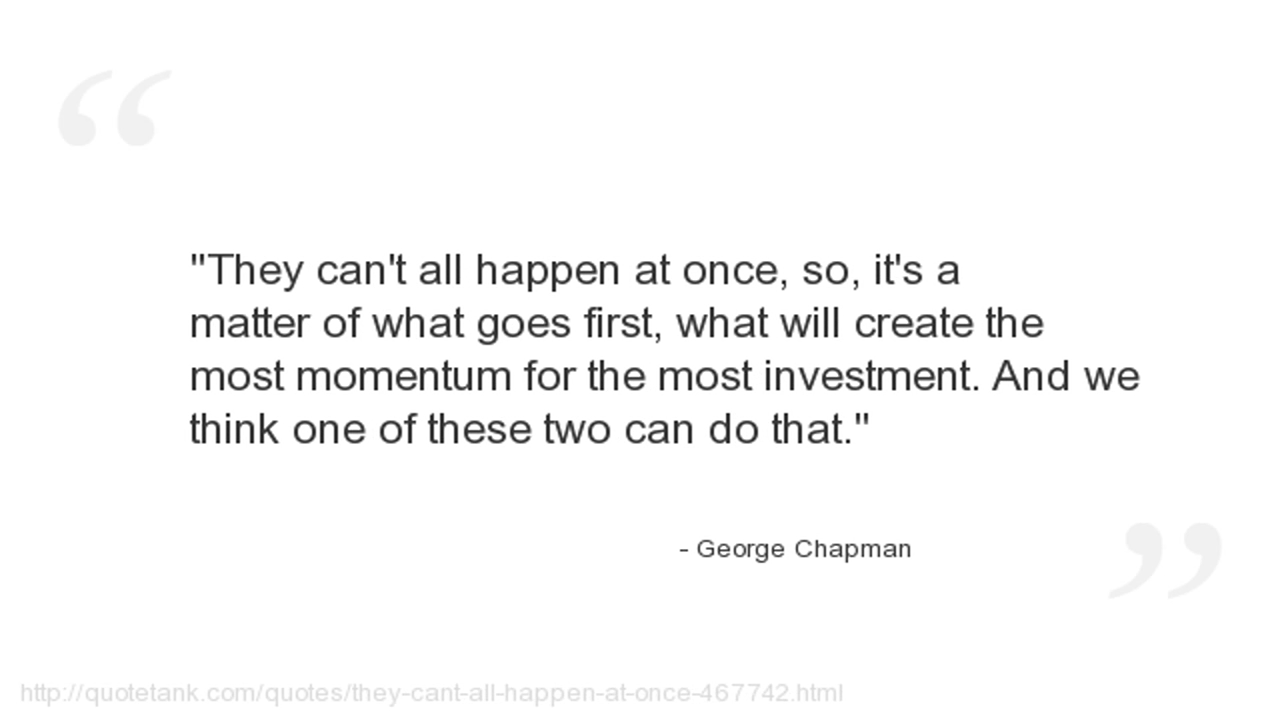 "They can't all happen at once, so, it's a
matter of what goes first, what will create the
most momentum for the most investment. And we
think one of these two can do that."
- George Chapman
http://quotetank.com/quotes/they-cant-all-happen-at-once-467742.html